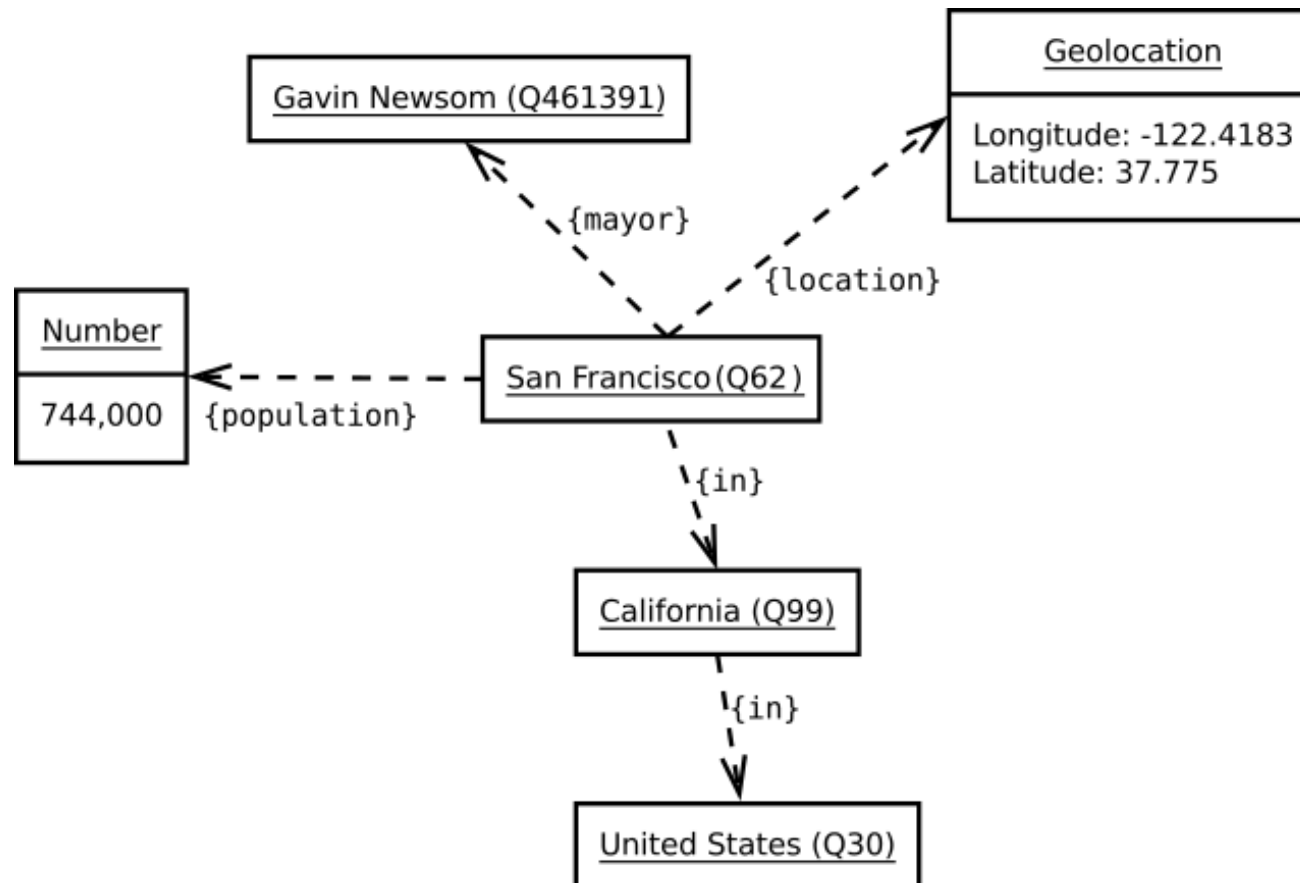 Geolocation
Longitude: -122.4183
Latitude: 37.775
Gavin Newsom (Q461391)
{mayor}
{location}
Number
744,000
{population}
San Francisco(Q62)
{in}
California (Q99)
{in}
United States (Q30)